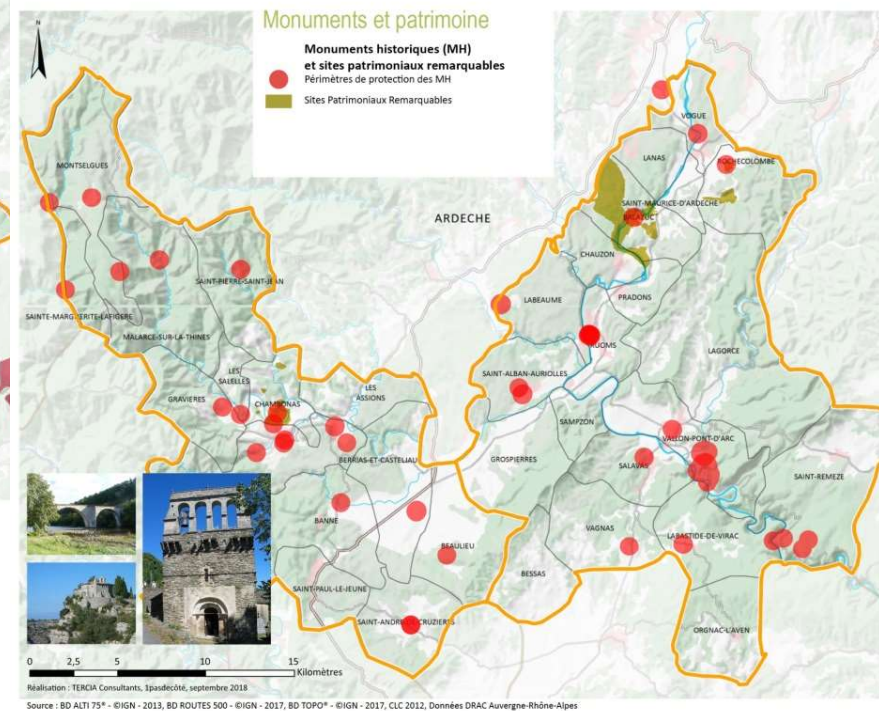 Monuments et patrimoine
Monuments historiques (MH)
et sites patrimoniaux remarquables
Périmètres de protection des MH
Sites Patrimoniaux Remarquables
N
VOGUE
LANAS
ROCHECOLOMBE
MONTSELGUES
SAINT-MAURICE-D'ARDECHE
BALAZUC
ARDECHE
CHAUZON
SAINT-PIERRE-SAINT-JEAN
PRADONS
LABEAUME
SAINTE-MARGUERITE-LAFIGERE
MALARCE-SUR-LA-THINES
RUOMS
LAGORCE
LES
SALELLES
SAINT-ALBAN-AURIOLLES
LES
ASSIONS
GRAVIERES
CHAMBONAS
SAMPZON
VALLON-PONT-D'ARC
BERRIAS-ET-CASTELJAU
GROSPIERRES
SALAVAS
SAINT-REMEZE
BANNE
VAGNAS
LABASTIDE-DE-VIRAC
BEAULIEU
BESSAS
SAINT-PAUL-LE-JEUNE
SAINT-ANDRE-DE-CRUZIERES
ORGNAC-L'AVEN
0 2,5 5 10 15
Kilomètres
Réalisation : TERCIA Consultants, 1pasdecôté, septembre 2018
Source : BD ALTI 75® - ©IGN - 2013, BD ROUTES 500 - ©IGN - 2017, BD TOPO® - ©IGN - 2017, CLC 2012, Données DRAC Auvergne-Rhône-Alpes